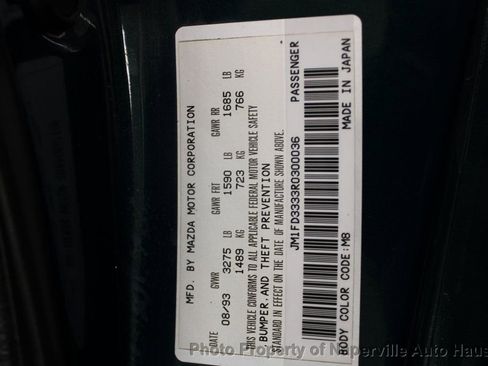 MFD. BY MAZDA MOTOR CORPORATION
DATE GVWR GAWR FRT GAWR RR
08/93 3275 LB 1590 LB 1685 LB
1489 KG 723 KG 766 KG
THIS VEHICLE CONFORMS TO ALL APPLICABLE FEDERAL MOTOR VEHICLE SAFETY
BUMPER, AND THEFT PREVENTION
STANDARD IN EFFECT ON THE DATE OF MANUFACTURE SHOWN ABOVE.
JM1FD3333R0300036 PASSENGER
BODY COLOR CODE:MB MADE IN JAPAN
Photo Property of Naperville Auto Haus